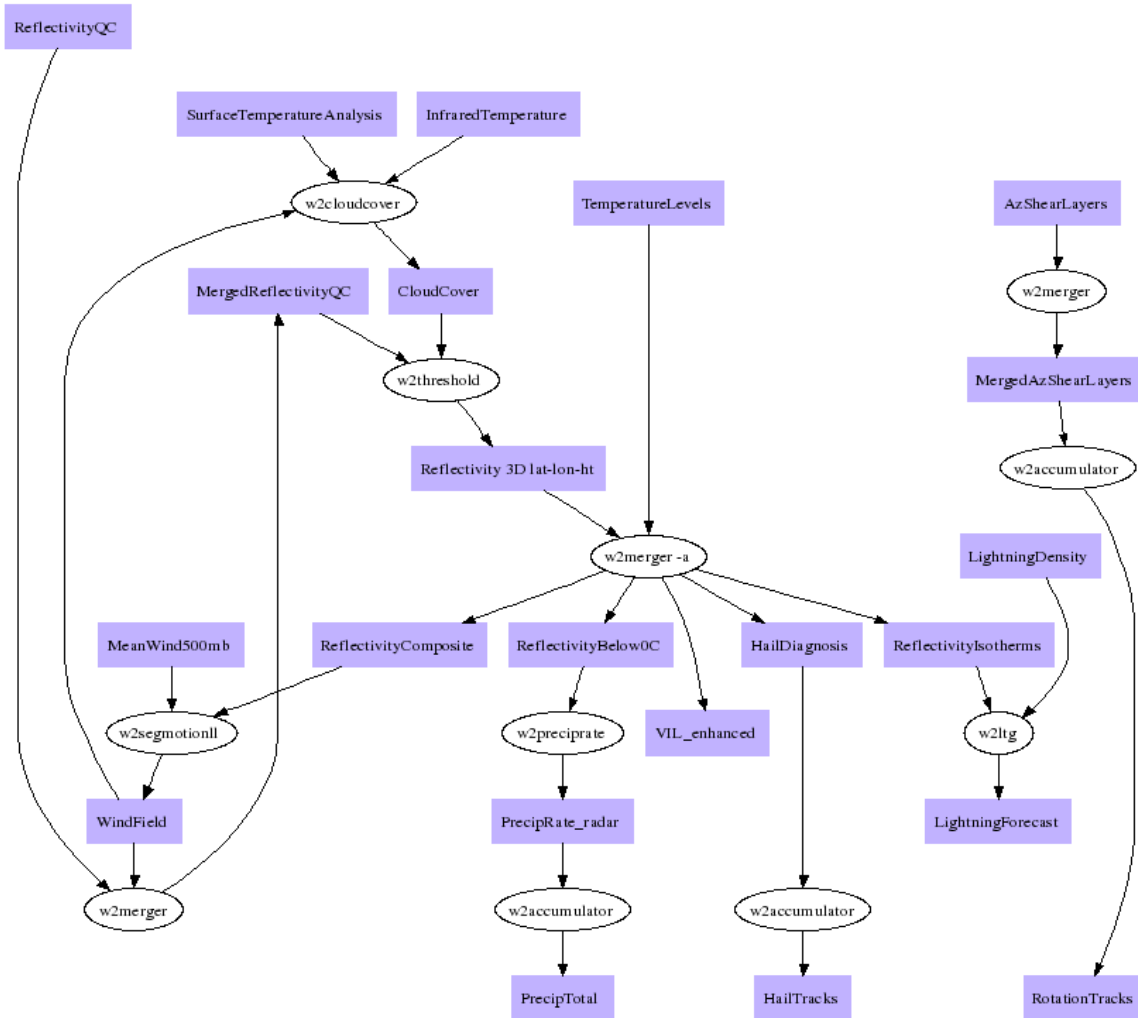 ReflectivityQC
SurfaceTemperatureAnalysis
InfraredTemperature
w2cloudcover
TemperatureLevels
AzShearLayers
MergedReflectivityQC
CloudCover
w2merger
w2threshold
MergedAzShearLayers
Reflectivity 3D lat-lon-ht
w2accumulator
w2merger -a
LightningDensity
MeanWind500mb
ReflectivityComposite
ReflectivityBelow0C
HailDiagnosis
ReflectivityIsotherms
w2segmotionll
w2preciprate
VIL_enhanced
w2ltg
WindField
PrecipRate_radar
LightningForecast
w2merger
w2accumulator
w2accumulator
PrecipTotal
HailTracks
RotationTracks